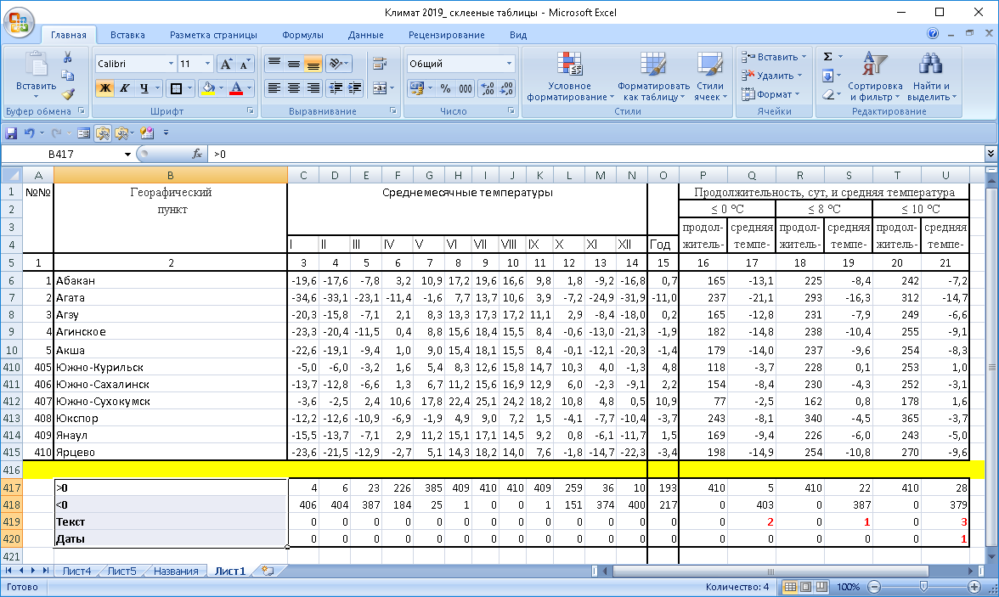 Климат 2019_ склееные таблицы - Microsoft Excel
Главная Вставка Разметка страницы Формулы Данные Рецензирование Вид
Calibri 11 Общий
Вставить
Ж К Ч % 000
Условное форматирование
Форматировать как таблицу
Стили ячеек
Вставить
Удалить
Формат
Σ
Сортировка и фильтр
Найти и выделить
Буфер обмена Шрифт Выравнивание Число Стили Ячейки Редактирование
B417 fx >0
A B C D E F G H I J K L M N O P Q R S T U
1 №№ Георафический Среднемесячные температуры Продолжительность, сут, и средняя температура
2 пункт ≤ 0 °C ≤ 8 °C ≤ 10 °C
3 продол- средняя продол- средняя продол- средняя
4 I II III IV V VI VII VIII IX X XI XII Год житель- темпе- житель- темпе- житель- темпе-
5 1 2 3 4 5 6 7 8 9 10 11 12 13 14 15 16 17 18 19 20 21
6 1 Абакан -19,6 -17,6 -7,8 3,2 10,9 17,2 19,6 16,6 9,8 1,8 -9,2 -16,8 0,7 165 -13,1 225 -8,4 242 -7,2
7 2 Агата -34,6 -33,1 -23,1 -11,4 -1,6 7,7 13,7 10,6 3,9 -7,2 -24,9 -31,9 -11,0 237 -21,1 293 -16,3 312 -14,7
8 3 Агзу -20,3 -15,8 -7,1 2,1 8,3 13,3 17,3 17,2 11,1 2,9 -8,4 -18,0 0,2 165 -12,8 231 -7,9 249 -6,6
9 4 Агинское -23,3 -20,4 -11,5 0,4 8,8 15,6 18,4 15,5 8,4 -0,6 -13,0 -21,3 -1,9 182 -14,8 238 -10,4 255 -9,1
10 5 Акша -22,6 -19,1 -9,4 1,0 9,0 15,4 18,1 15,5 8,4 -0,1 -12,1 -20,3 -1,4 179 -14,0 237 -9,6 254 -8,3
410 405 Южно-Курильск -5,0 -6,0 -3,2 1,6 5,4 8,3 12,6 15,8 14,7 10,3 4,0 -1,3 4,8 118 -3,7 228 0,1 253 1,0
411 406 Южно-Сахалинск -13,7 -12,8 -6,6 1,3 6,7 11,2 15,6 16,9 12,9 6,0 -2,3 -9,1 2,2 154 -8,4 230 -4,3 252 -3,1
412 407 Южно-Сухокумск -3,6 -2,5 2,4 10,6 17,8 22,4 25,1 24,2 18,2 10,8 4,8 0,5 10,9 77 -2,5 162 0,8 178 1,6
413 408 Юкспор -12,2 -12,6 -10,9 -6,9 -1,9 4,9 9,0 7,2 1,5 -4,1 -7,7 -10,4 -3,7 243 -8,1 340 -4,5 365 -3,7
414 409 Янаул -15,5 -13,7 -7,1 2,9 11,2 15,1 17,1 14,5 9,2 0,8 -6,1 -11,7 1,5 169 -9,4 226 -6,0 243 -5,0
415 410 Ярцево -23,6 -21,5 -12,9 -2,7 5,1 14,3 18,2 14,0 7,6 -1,8 -14,7 -22,3 -3,4 198 -14,9 254 -10,8 270 -9,6
416
417 >0 4 6 23 226 385 409 410 410 409 259 36 10 193 410 5 410 22 410 28
418 <0 406 404 387 184 25 1 0 0 1 151 374 400 217 0 403 0 387 0 379
419 Текст 0 0 0 0 0 0 0 0 0 0 0 0 0 0 2 0 1 0 3
420 Даты 0 0 0 0 0 0 0 0 0 0 0 0 0 0 0 0 0 0 1
421
Лист4 Лист5 Названия Лист1
Готово Количество: 4 100%